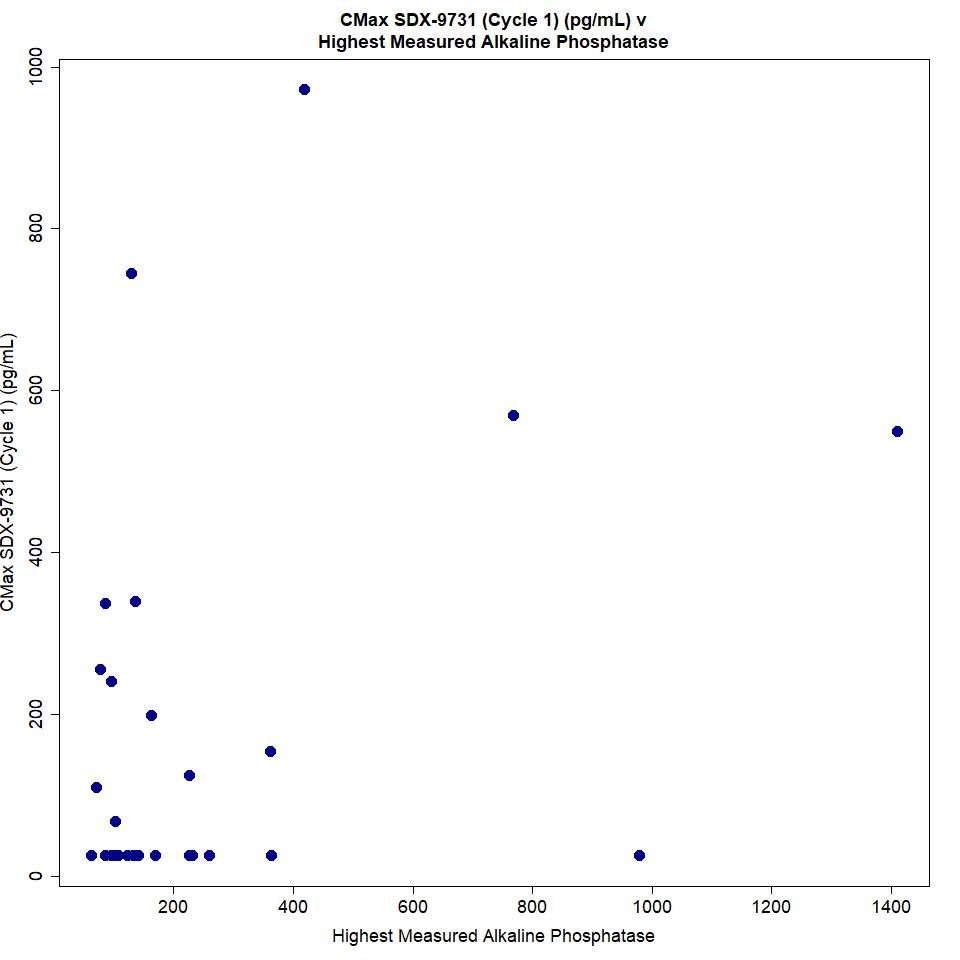 CMax SDX-9731 (Cycle 1) (pg/mL) v
Highest Measured Alkaline Phosphatase
CMax SDX-9731 (Cycle 1) (pg/mL)
1000
800
600
400
200
0
200 400 600 800 1000 1200 1400
Highest Measured Alkaline Phosphatase